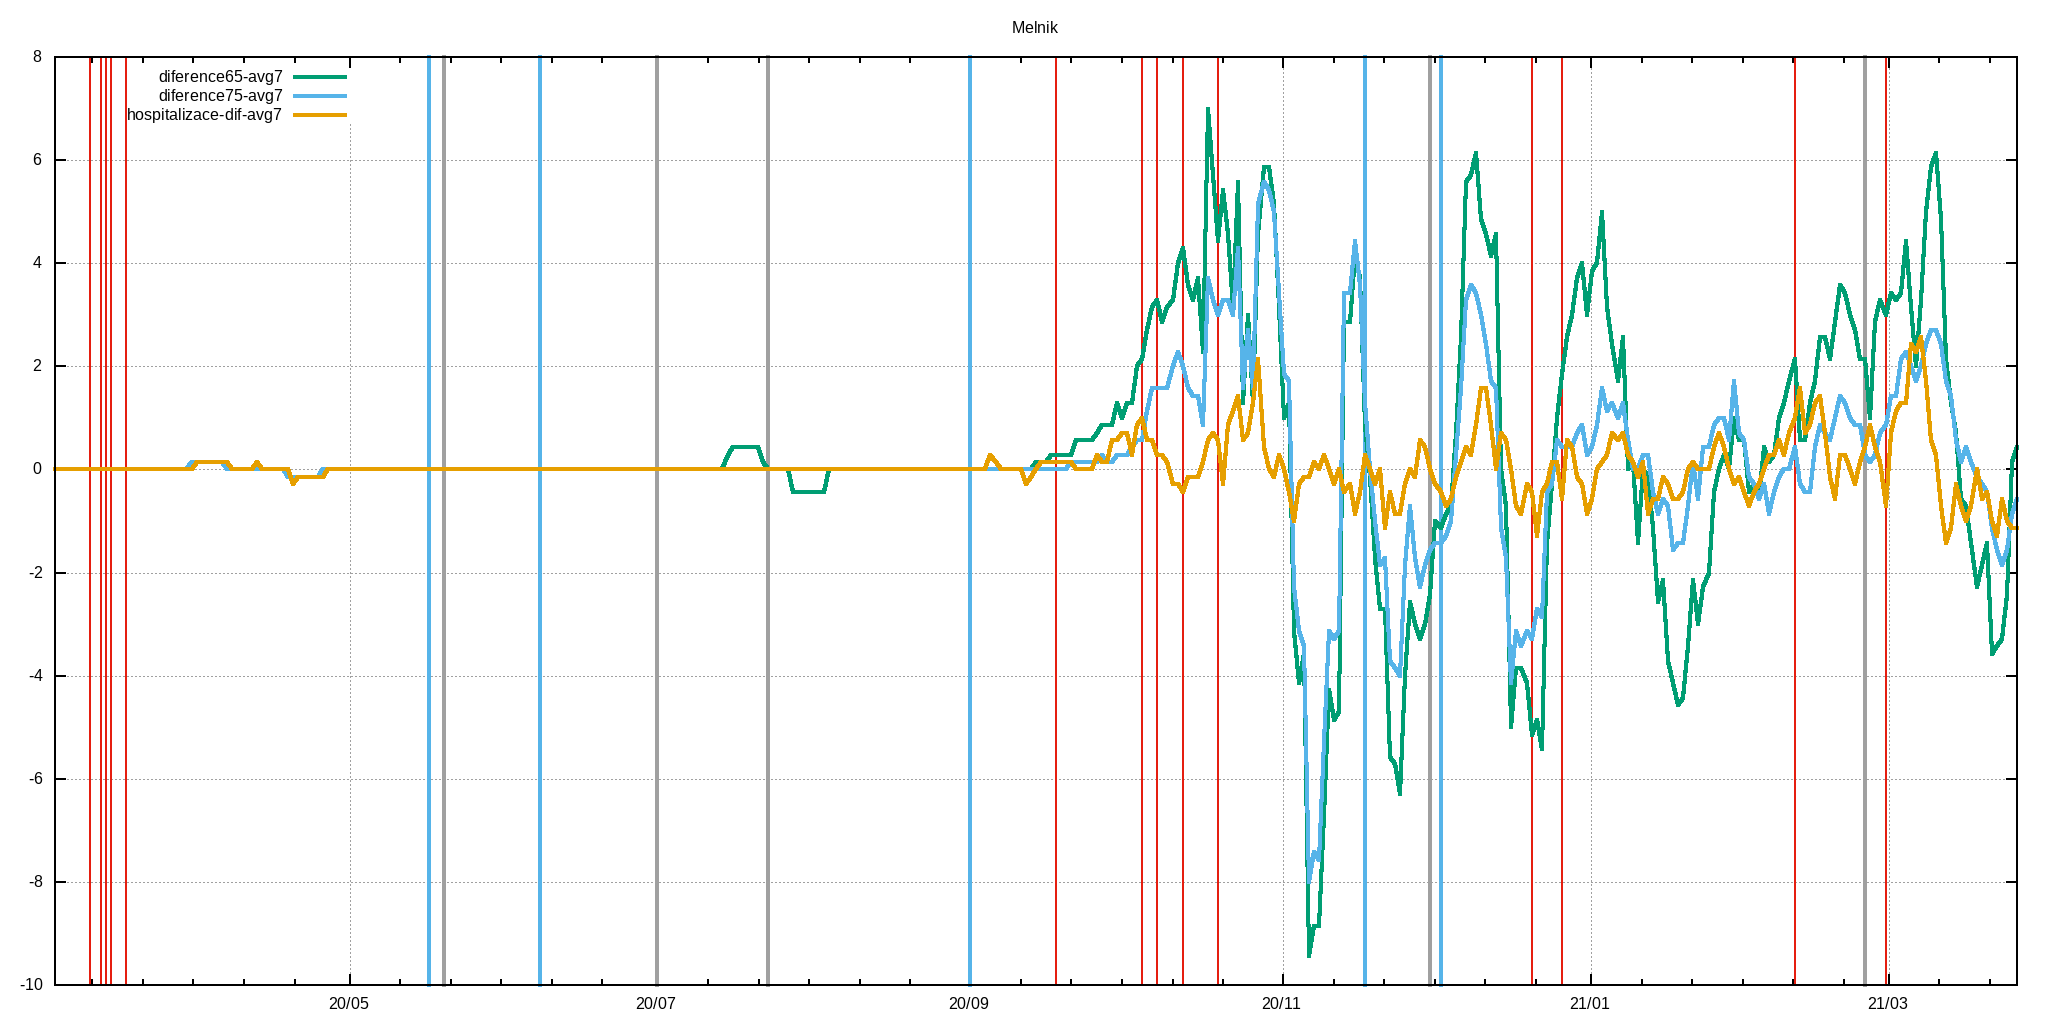 Melnik
8
diference65-avg7
diference75-avg7
hospitalizace-dif-avg7
6
4
2
0
-2
-4
-6
-8
-10
20/05 20/07 20/09 20/11 21/01 21/03